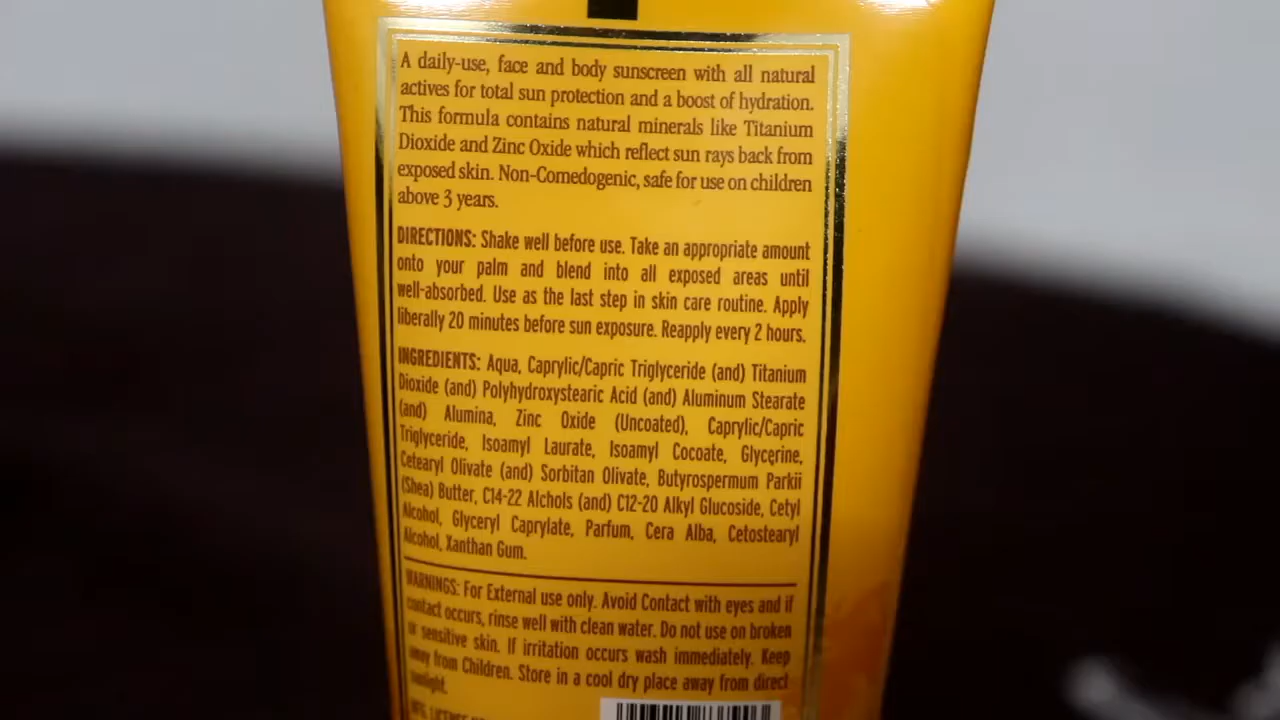 A daily-use, face and body sunscreen with all natural
actives for total sun protection and a boost of hydration.
This formula contains natural minerals like Titanium
Dioxide and Zinc Oxide which reflect sun rays back from
exposed skin. Non-Comedogenic, safe for use on children
above 3 years.
DIRECTIONS: Shake well before use. Take an appropriate amount
onto your palm and blend into all exposed areas until
well-absorbed. Use as the last step in skin care routine. Apply
liberally 20 minutes before sun exposure. Reapply every 2 hours.
INGREDIENTS: Aqua, Caprylic/Capric Triglyceride (and) Titanium
Dioxide (and) Polyhydroxystearic Acid (and) Aluminum Stearate
(and) Alumina, Zinc Oxide (Uncoated), Caprylic/Capric
Triglyceride, Isoamyl Laurate, Isoamyl Cocoate, Glycerine,
Cetearyl Olivate (and) Sorbitan Olivate, Butyrospermum Parkii
(Shea) Butter, C14-22 Alchols (and) C12-20 Alkyl Glucoside, Cetyl
Alcohol, Glyceryl Caprylate, Parfum, Cera Alba, Cetostearyl
Alcohol, Xanthan Gum.
WARNINGS: For External use only. Avoid Contact with eyes and if
contact occurs, rinse well with clean water. Do not use on broken
or sensitive skin. If irritation occurs wash immediately. Keep
away from Children. Store in a cool dry place away from direct
sunlight.